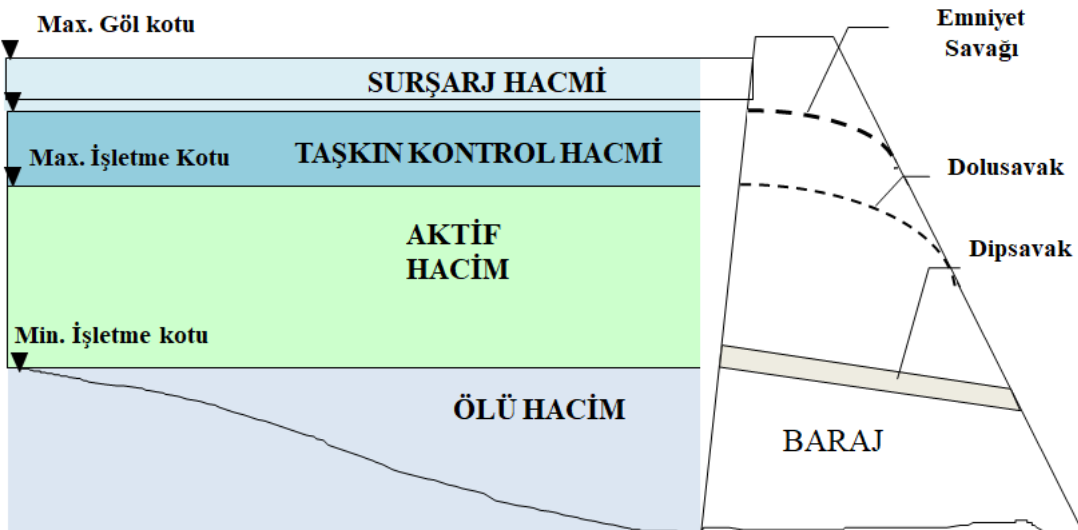 Max. Göl kotu
Emniyet
Savağı
SURŞARJ HACMİ
Max. İşletme Kotu
TAŞKIN KONTROL HACMİ
Dolusavak
AKTİF
HACİM
Dipsavak
Min. İşletme kotu
ÖLÜ HACİM
BARAJ